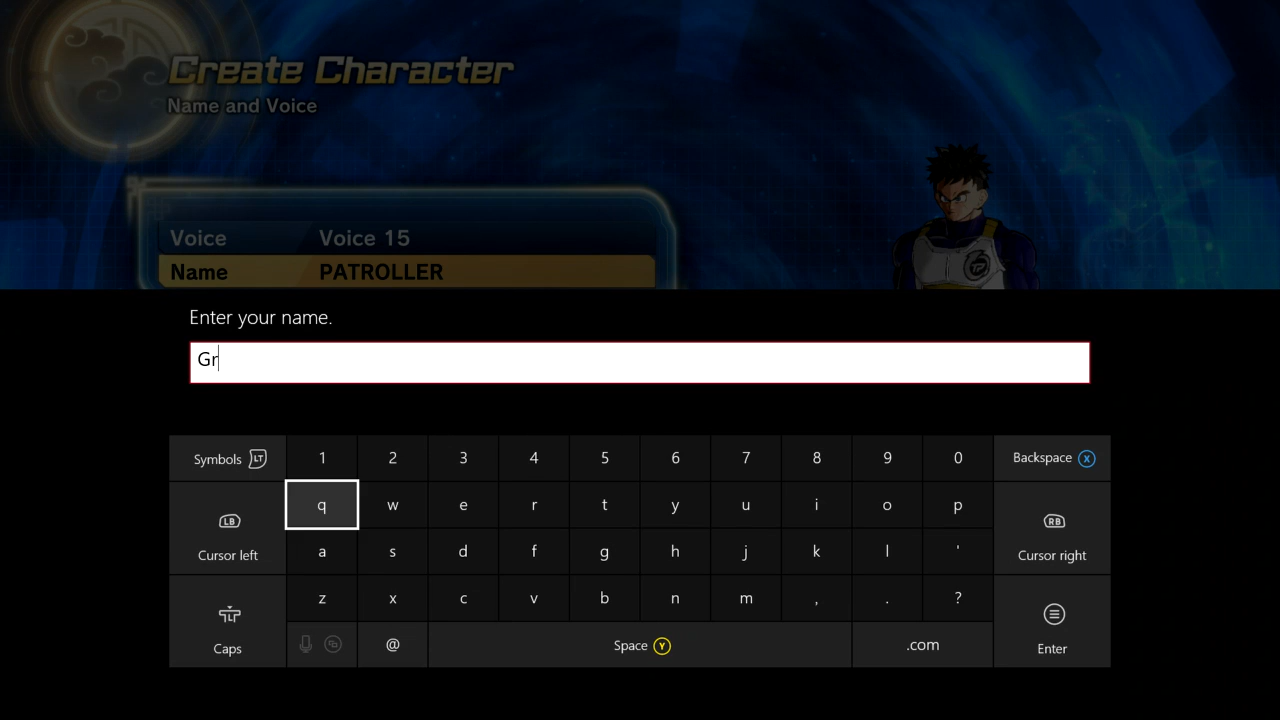 Create Character
Name and Voice
Voice Voice 15
Name PATROLLER
Enter your name.
Gr
Symbols LT 1 2 3 4 5 6 7 8 9 0 Backspace X
q w e r t y u i o p
LB RB
Cursor left a s d f g h j k l ' Cursor right
z x c v b n m , . ?
Caps @ Space Y .com Enter